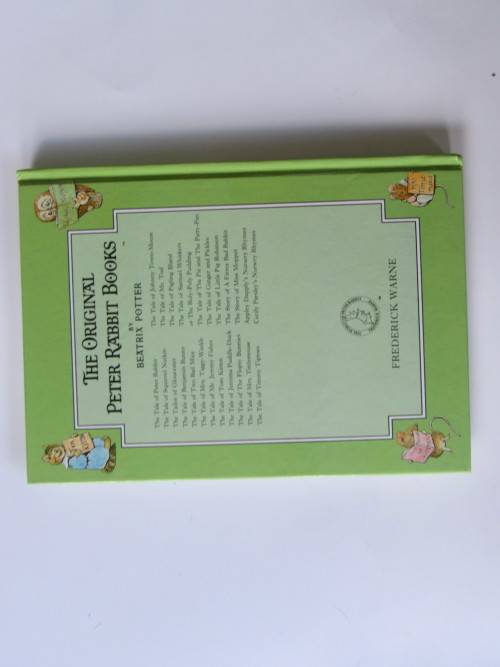 THE ORIGINAL
PETER RABBIT BOOKS
BY
BEATRIX POTTER
The Tale of Peter Rabbit
The Tale of Squirrel Nutkin
The Tailor of Gloucester
The Tale of Benjamin Bunny
The Tale of Two Bad Mice
The Tale of Mrs. Tiggy-Winkle
The Tale of Mr. Jeremy Fisher
The Tale of Tom Kitten
The Tale of Jemima Puddle-Duck
The Tale of The Flopsy Bunnies
The Tale of Mrs. Tittlemouse
The Tale of Timmy Tiptoes
The Tale of Johnny Town-Mouse
The Tale of Mr. Tod
The Tale of Pigling Bland
The Tale of Samuel Whiskers
or The Roly-Poly Pudding
The Tale of The Pie and The Patty-Pan
The Tale of Ginger and Pickles
The Tale of Little Pig Robinson
The Story of A Fierce Bad Rabbit
The Story of Miss Moppet
Appley Dapply's Nursery Rhymes
Cecily Parsley's Nursery Rhymes
FREDERICK WARNE